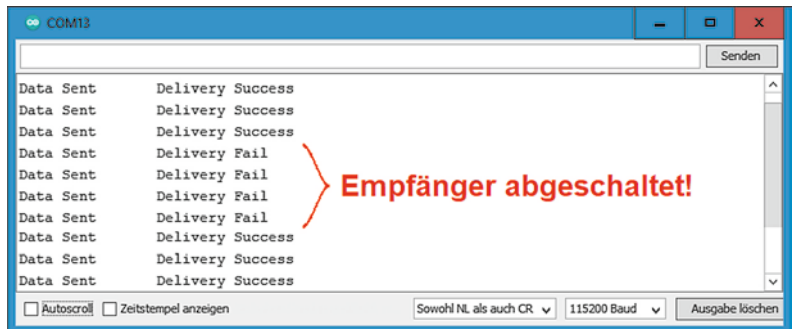 COM13
Senden
Data Sent Delivery Success
Data Sent Delivery Success
Data Sent Delivery Success
Data Sent Delivery Fail
Data Sent Delivery Fail
Empfänger abgeschaltet!
Data Sent Delivery Fail
Data Sent Delivery Fail
Data Sent Delivery Success
Data Sent Delivery Success
Data Sent Delivery Success
Autoscroll Zeitstempel anzeigen Sowohl NL als auch CR 115200 Baud Ausgabe löschen